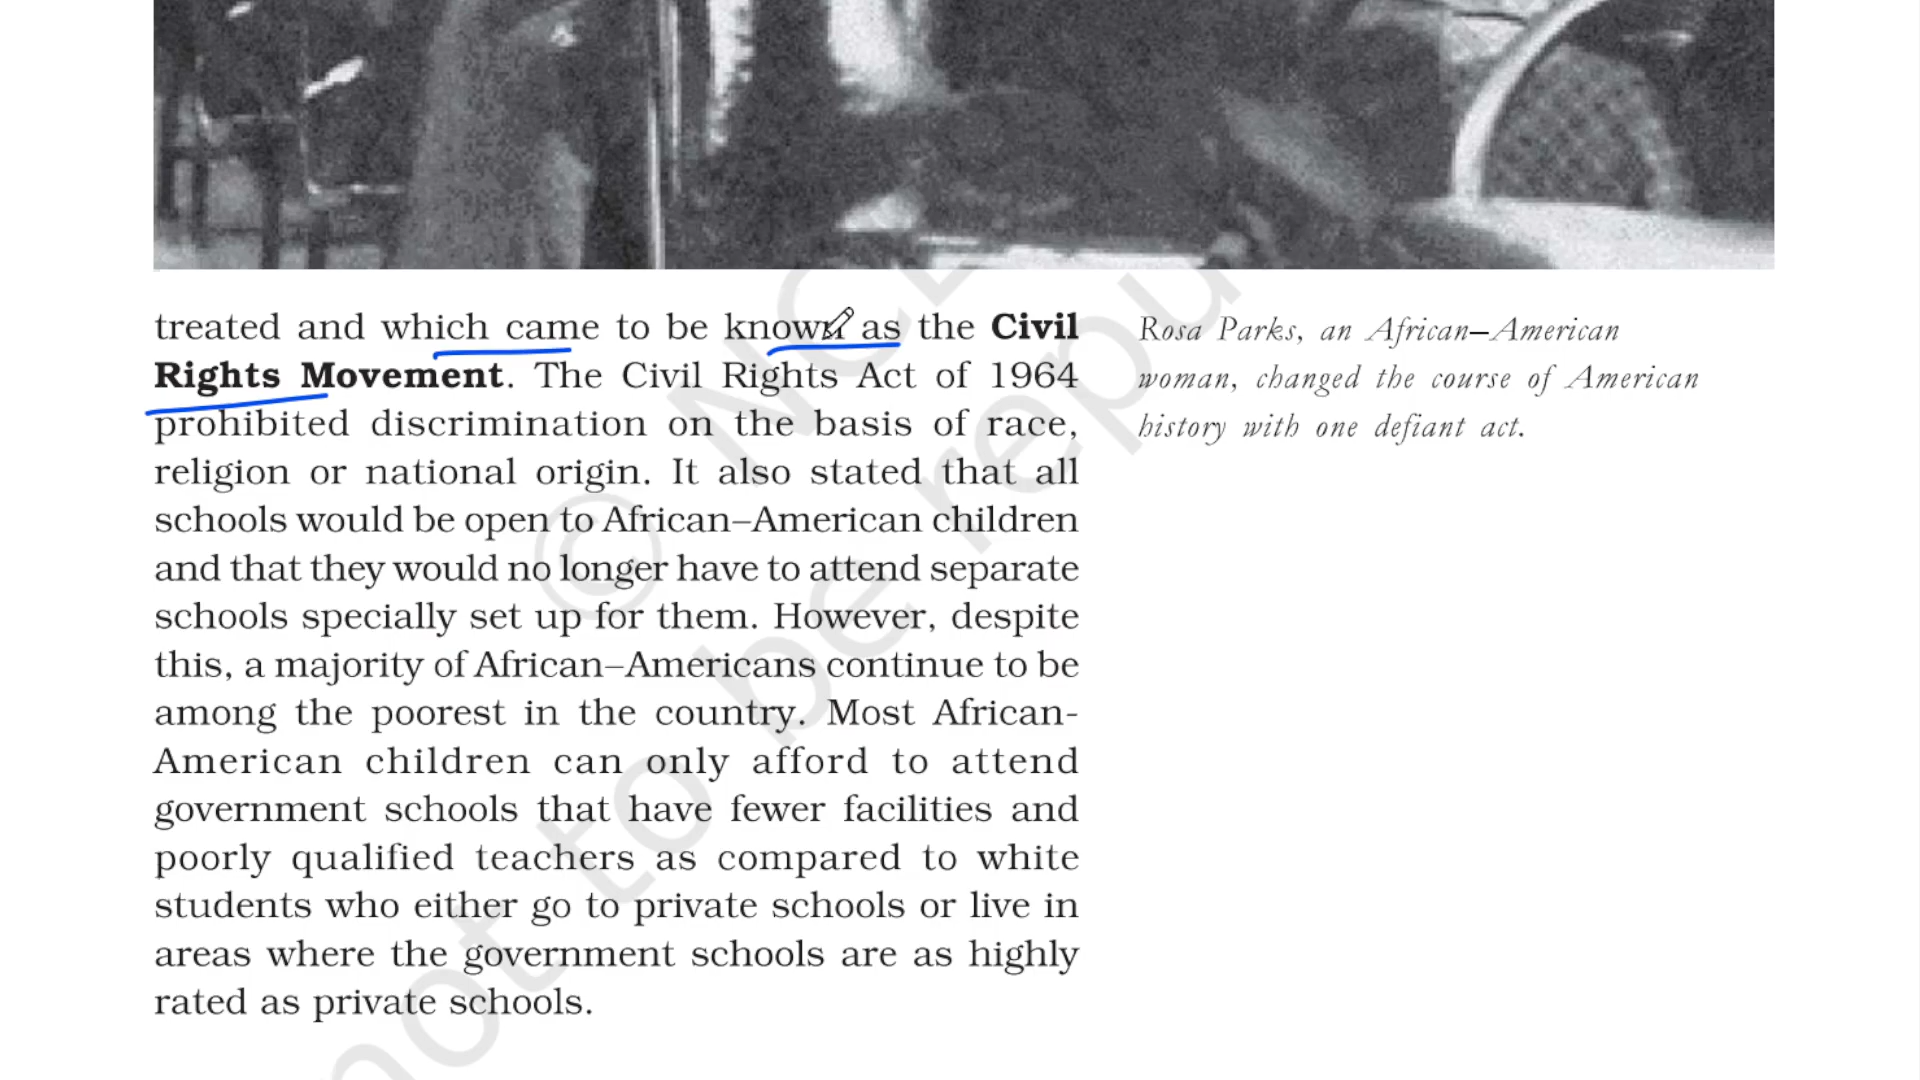 treated and which came to be known as the Civil
Rights Movement. The Civil Rights Act of 1964
prohibited discrimination on the basis of race,
religion or national origin. It also stated that all
schools would be open to African–American children
and that they would no longer have to attend separate
schools specially set up for them. However, despite
this, a majority of African–Americans continue to be
among the poorest in the country. Most African-
American children can only afford to attend
government schools that have fewer facilities and
poorly qualified teachers as compared to white
students who either go to private schools or live in
areas where the government schools are as highly
rated as private schools.
Rosa Parks, an African–American
woman, changed the course of American
history with one defiant act.
© NCE
not to be repu